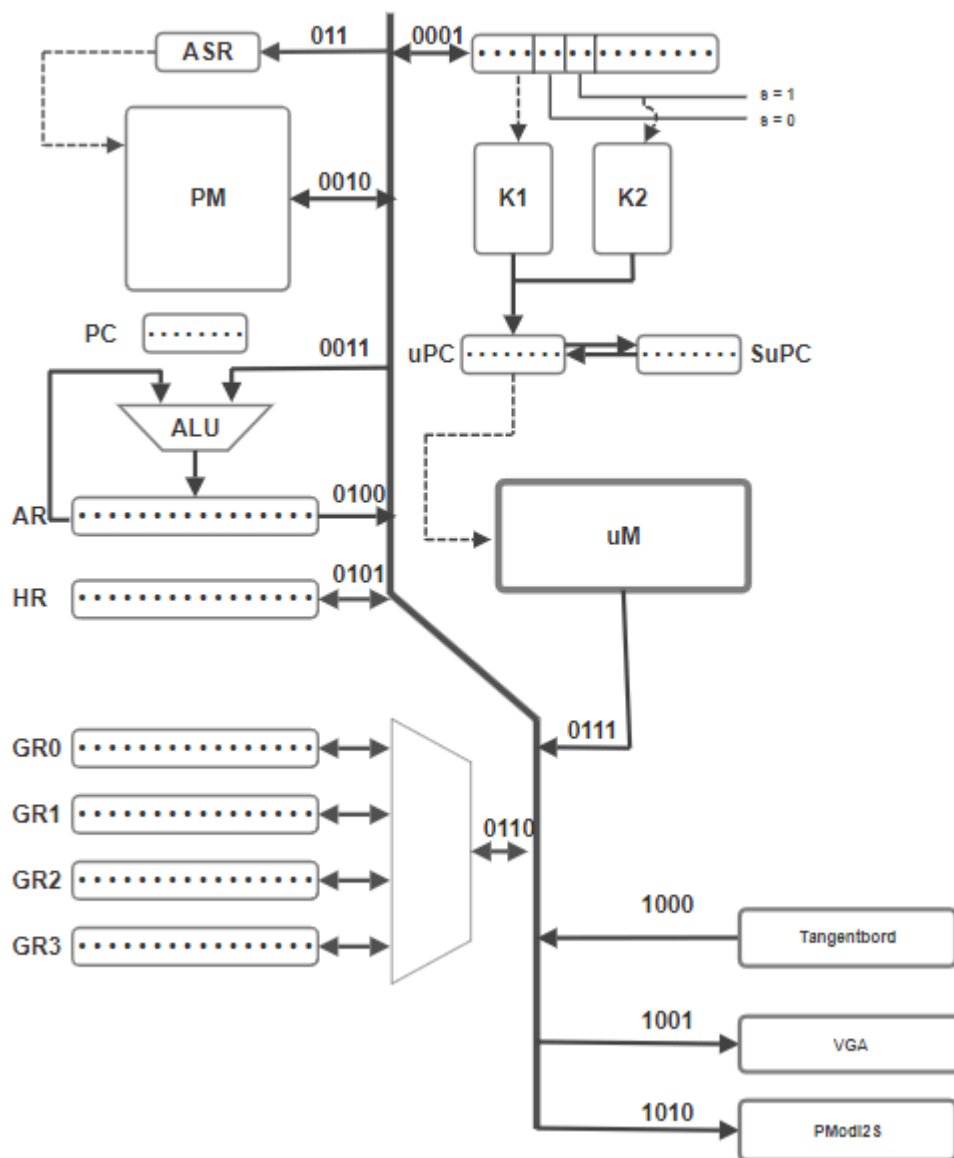 011
0001
ASR
s = 1
s = 0
PM
0010
K1
K2
PC
0011
uPC
SuPC
ALU
AR
0100
uM
HR
0101
GR0
0111
GR1
0110
GR2
1000
GR3
Tangentbord
1001
VGA
1010
PModI2S